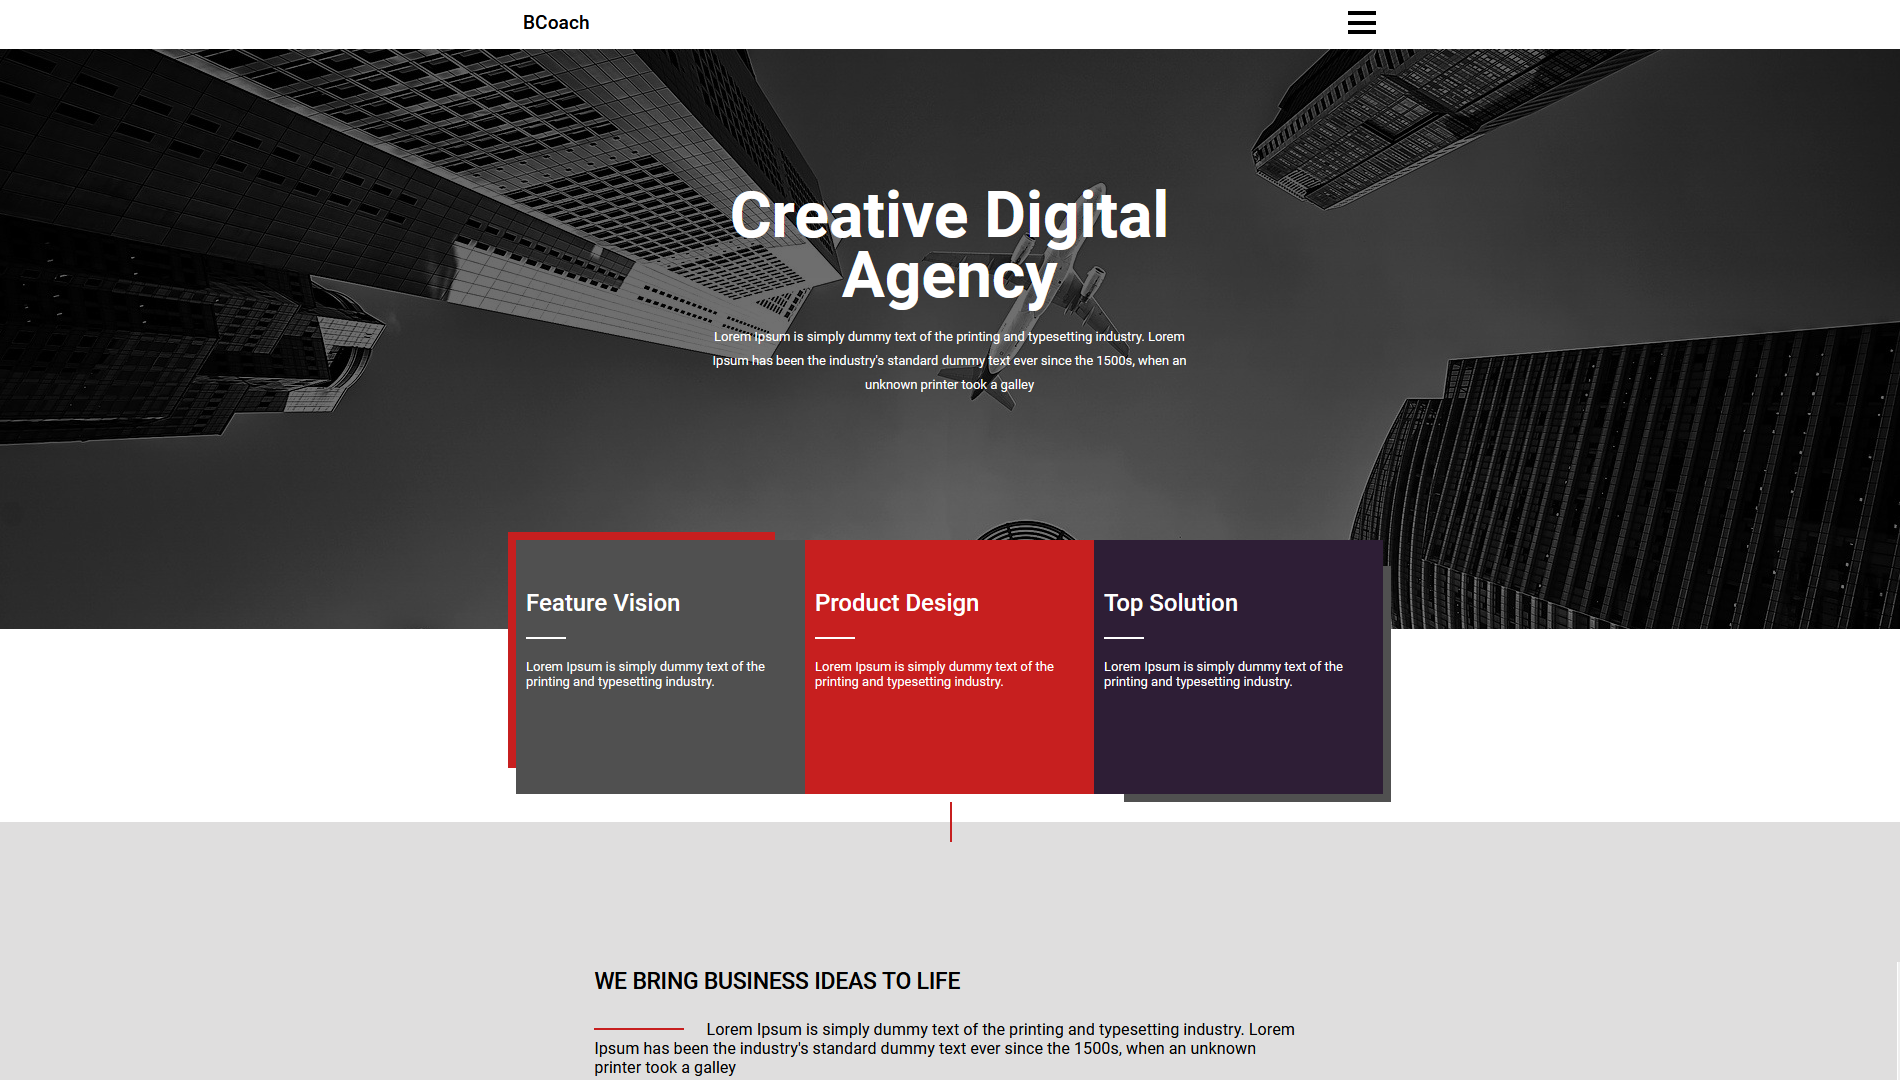 BCoach
Creative Digital
Agency
Lorem Ipsum is simply dummy text of the printing and typesetting industry. Lorem
Ipsum has been the industry's standard dummy text ever since the 1500s, when an
unknown printer took a galley
Feature Vision
Lorem Ipsum is simply dummy text of the
printing and typesetting industry.
Product Design
Lorem Ipsum is simply dummy text of the
printing and typesetting industry.
Top Solution
Lorem Ipsum is simply dummy text of the
printing and typesetting industry.
WE BRING BUSINESS IDEAS TO LIFE
Lorem Ipsum is simply dummy text of the printing and typesetting industry. Lorem
Ipsum has been the industry's standard dummy text ever since the 1500s, when an unknown
printer took a galley